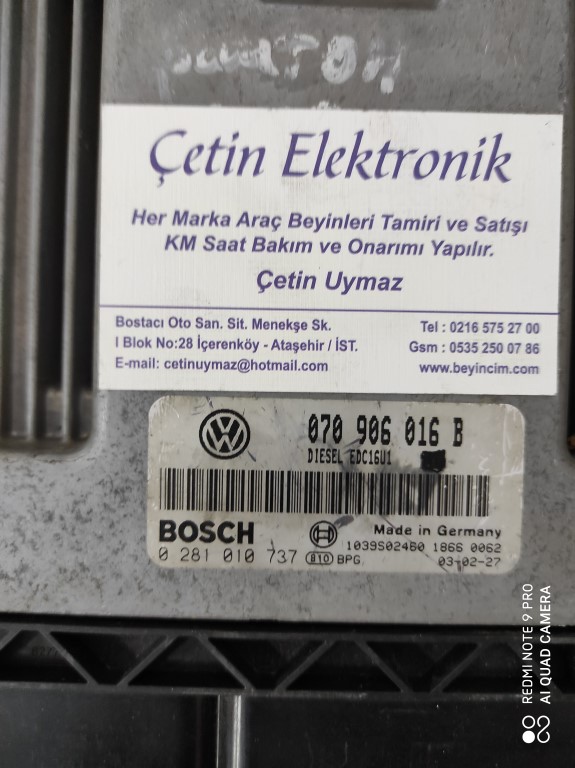 Çetin Elektronik
Her Marka Araç Beyinleri Tamiri ve Satışı
KM Saat Bakım ve Onarımı Yapılır.
Çetin Uymaz
Bostacı Oto San. Sit. Menekşe Sk.
I Blok No:28 İçerenköy - Ataşehir / İST.
E-mail: cetinuymaz@hotmail.com
Tel : 0216 575 27 00
Gsm : 0535 250 07 86
www.beyincim.com
070 906 016 B
DIESEL EDC16U1
BOSCH
Made in Germany
0 281 010 737 810 BPG
1039S02460 1866 0062
03-02-27
REDMI NOTE 9 PRO
AI QUAD CAMERA